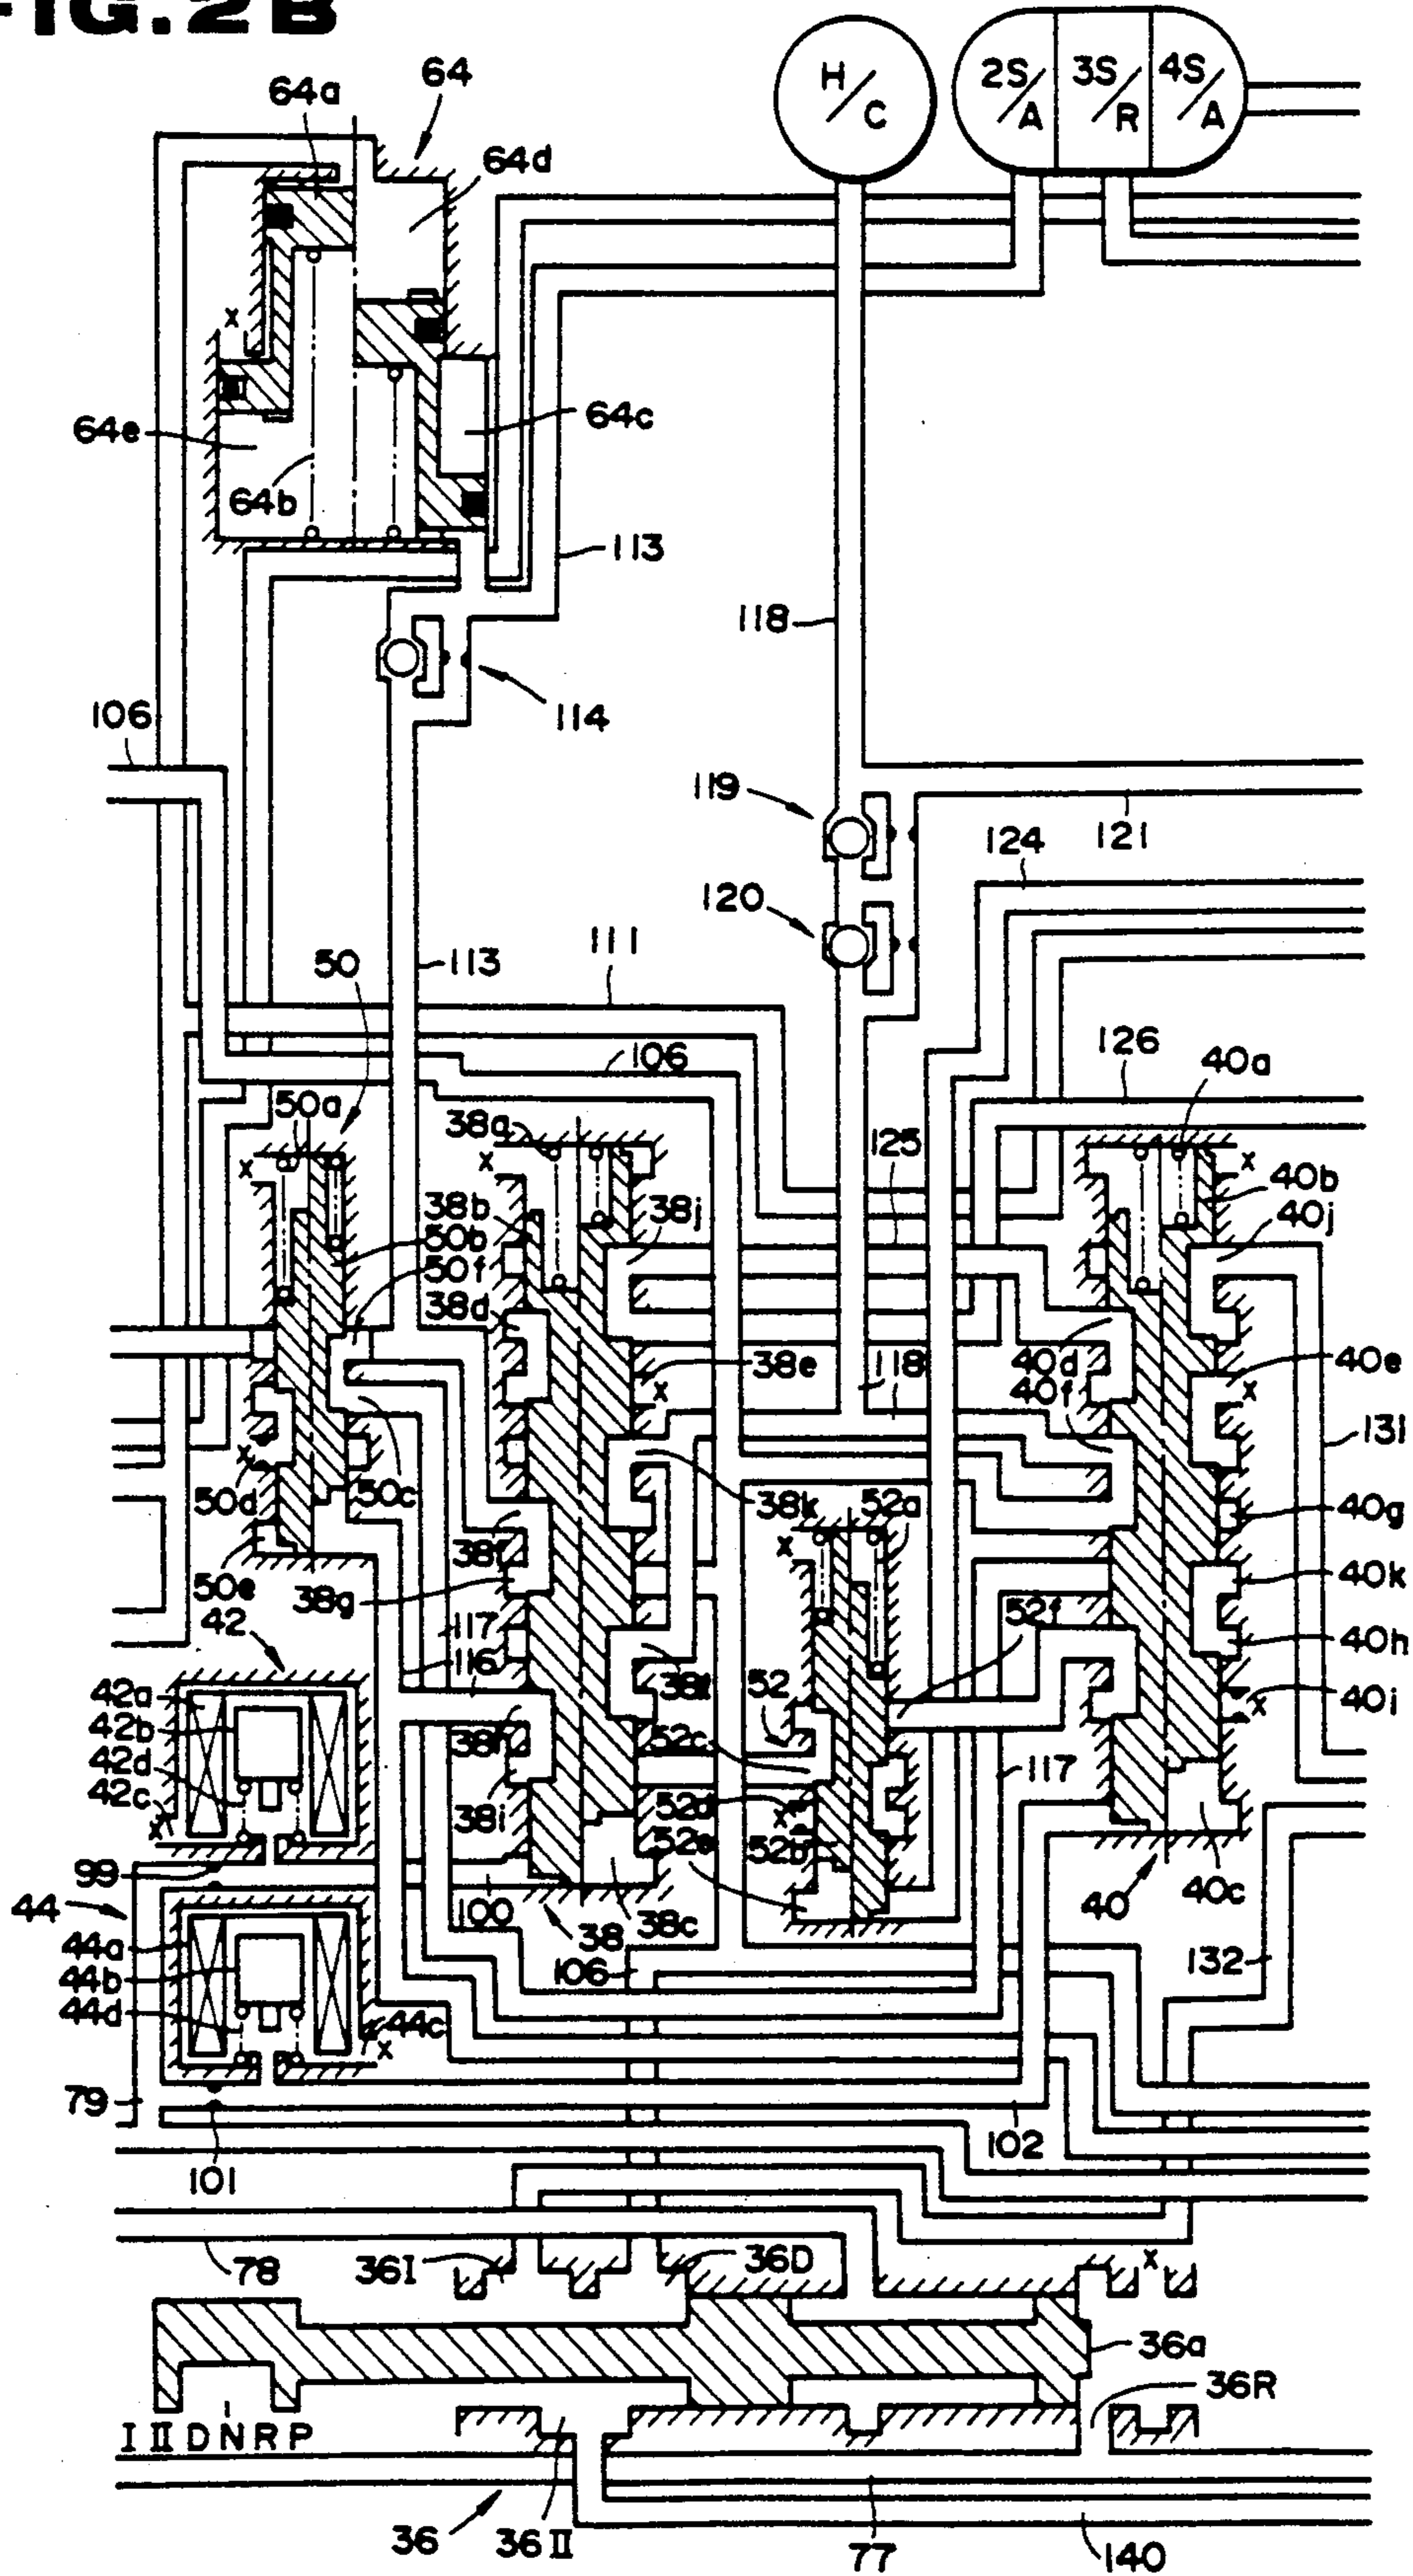 FIG.2B
H/C
2S/A 3S/R 4S/A
64
64a
64d
x
64c
64e
64b
113
118
114
106
119
121
124
120
111
113
50
106
126
40a
50a
38a
125
x
x
x
38b
40b
38j
40j
50b
50f
38d
38e
118
40d
40e
40f
x
x
131
x
50d
50c
38k
52a
40g
38f
x
50e
38g
40k
42
117
52f
40h
116
42a
52
40i
42b
38h
52c
x
42d
117
42c
38i
52d
x
x
52e
52b
99
40c
44
100
38
38c
40
44a
106
132
44b
44d
44c
x
79
102
101
78
36I
36D
x
36a
36R
I II D N R P
36
36II
77
140